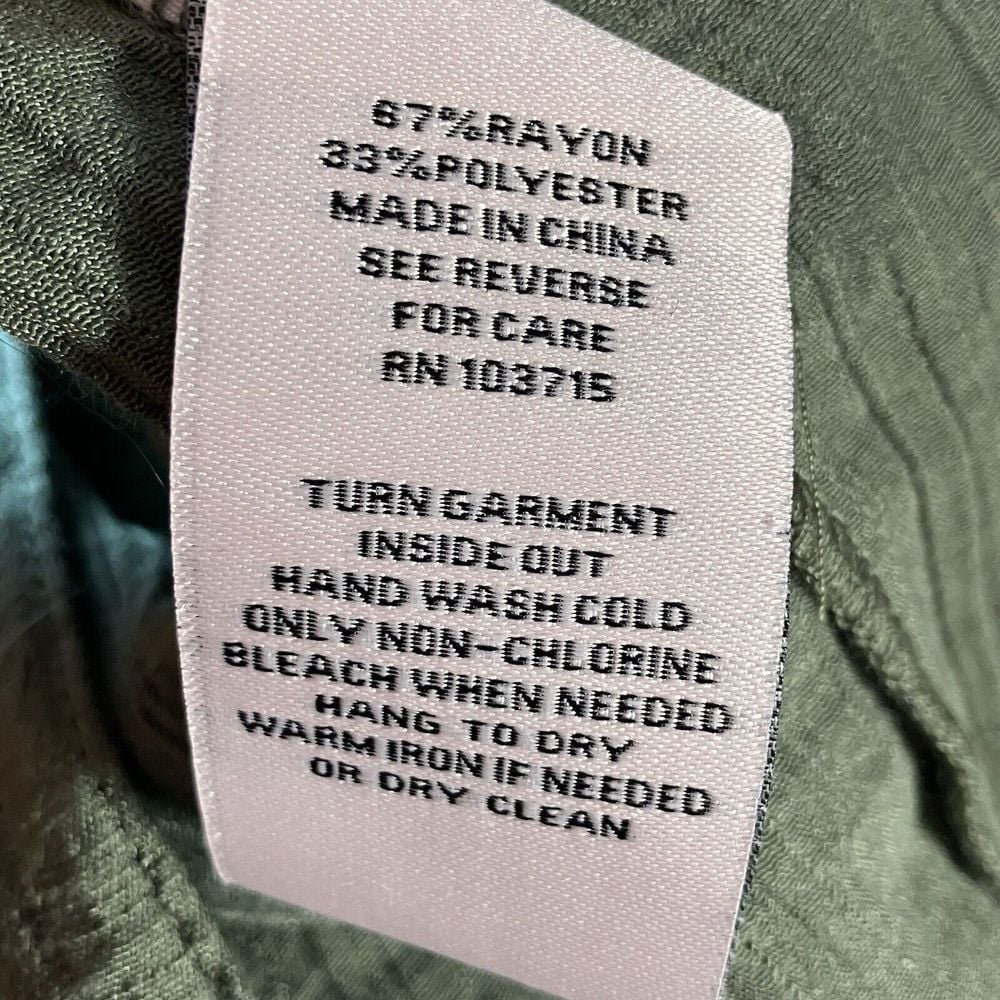 67%RAYON
33%POLYESTER
MADE IN CHINA
SEE REVERSE
FOR CARE
RN 103715
TURN GARMENT
INSIDE OUT
HAND WASH COLD
ONLY NON-CHLORINE
BLEACH WHEN NEEDED
HANG TO DRY
WARM IRON IF NEEDED
OR DRY CLEAN